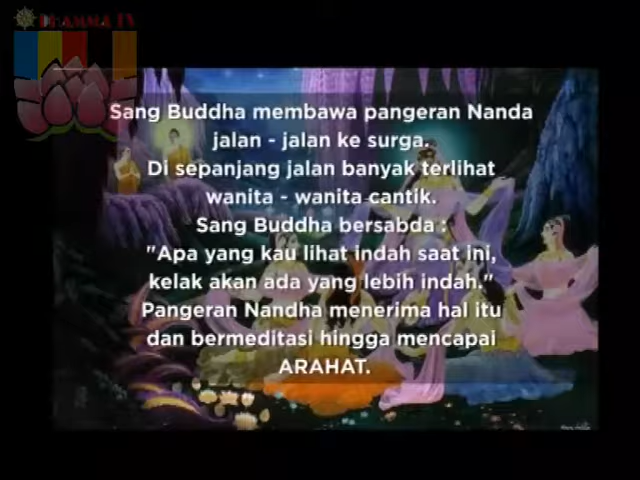 DHAMMA TV
Sang Buddha membawa pangeran Nanda
jalan - jalan ke surga.
Di sepanjang jalan banyak terlihat
wanita - wanita cantik.
Sang Buddha bersabda :
"Apa yang kau lihat indah saat ini,
kelak akan ada yang lebih indah."
Pangeran Nandha menerima hal itu
dan bermeditasi hingga mencapai
ARAHAT.